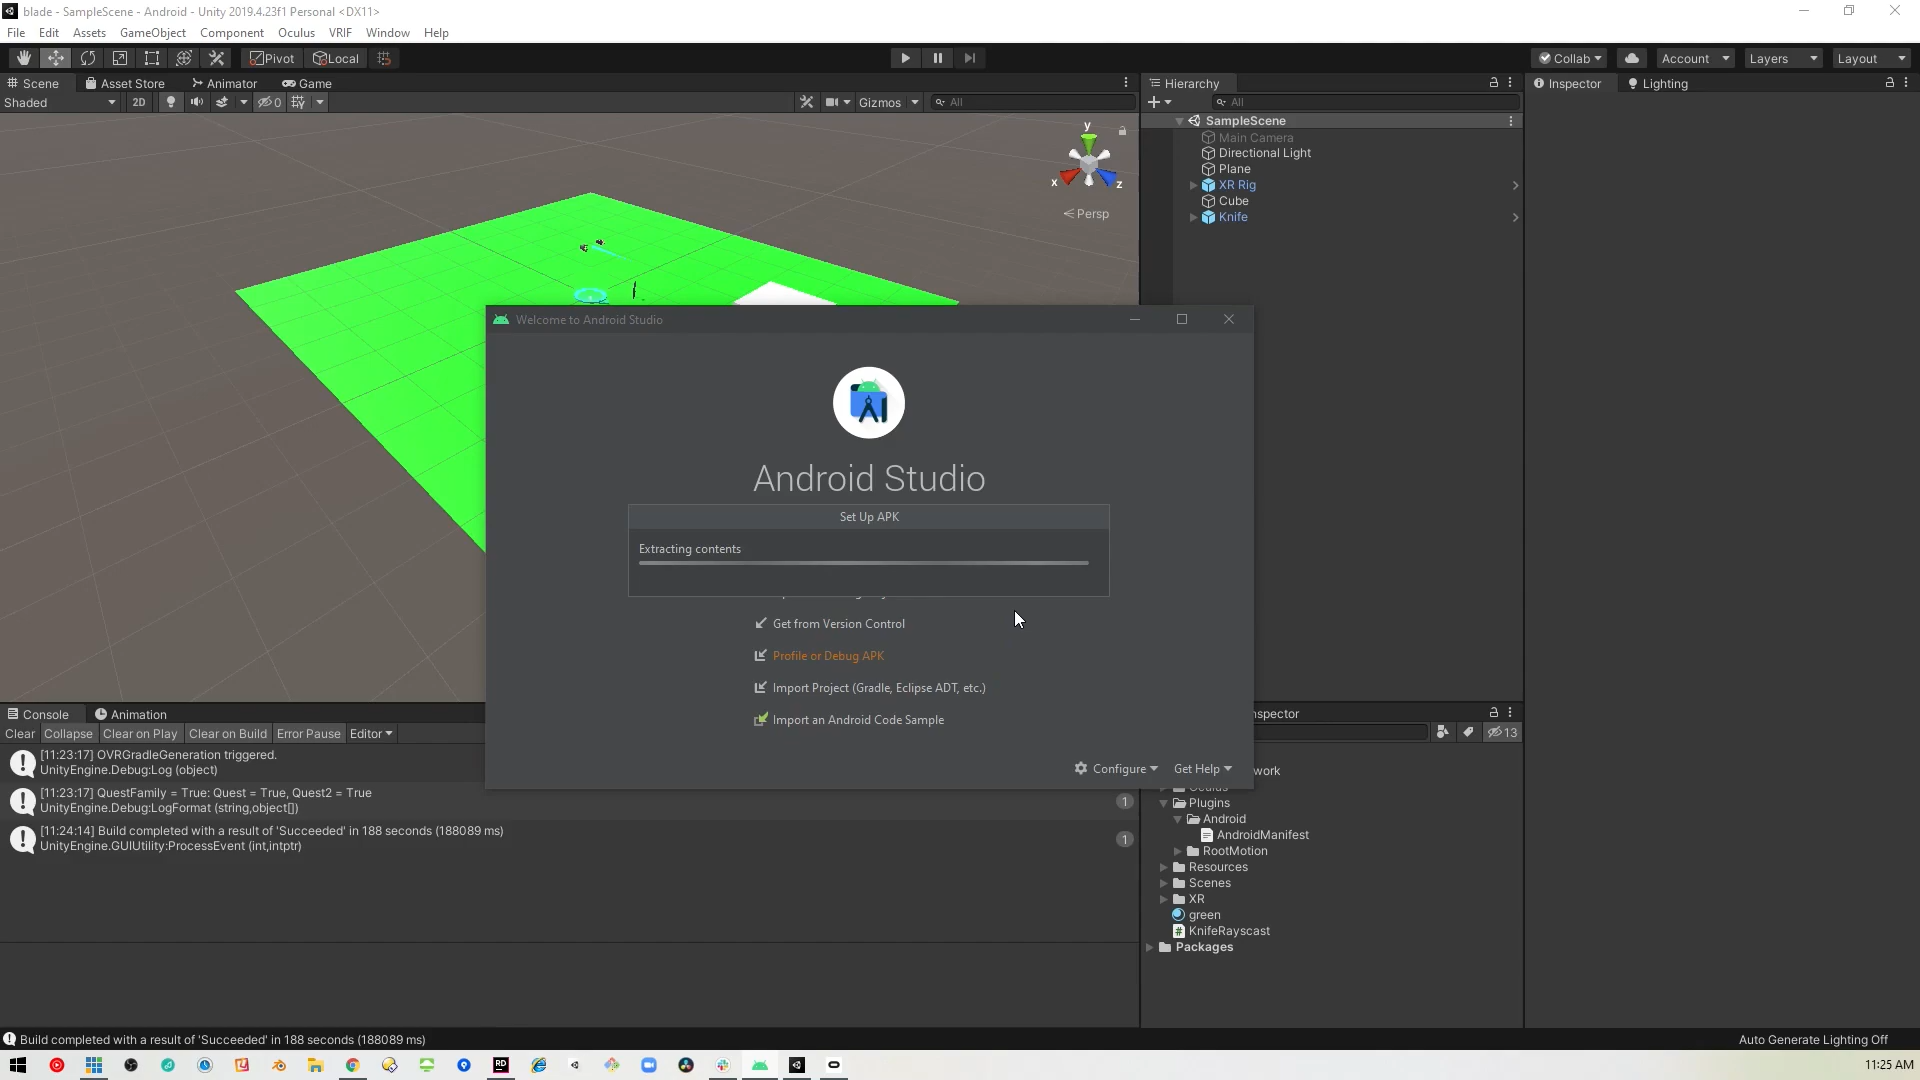 blade - SampleScene - Android - Unity 2019.4.23f1 Personal <DX11>
File Edit Assets GameObject Component Oculus VRIF Window Help
Pivot Local Collab Account Layers Layout
Scene Asset Store Animator Game
Shaded 2D 0 Gizmos All
y
x
z
Persp
Hierarchy
All
SampleScene
Main Camera
Directional Light
Plane
XR Rig
Cube
Knife
Inspector Lighting
Welcome to Android Studio
Android Studio
Set Up APK
Extracting contents
Get from Version Control
Profile or Debug APK
Import Project (Gradle, Eclipse ADT, etc.)
Import an Android Code Sample
Configure Get Help
Console Animation
Clear Collapse Clear on Play Clear on Build Error Pause Editor
[11:23:17] OVRGradleGeneration triggered.
UnityEngine.Debug:Log (object)
[11:23:17] QuestFamily = True: Quest = True, Quest2 = True
UnityEngine.Debug:LogFormat (string,object[])
1
[11:24:14] Build completed with a result of 'Succeeded' in 188 seconds (188089 ms)
UnityEngine.GUIUtility:ProcessEvent (int,intptr)
1
nspector
13
work
Plugins
Android
AndroidManifest
RootMotion
Resources
Scenes
XR
green
KnifeRayscast
Packages
Build completed with a result of 'Succeeded' in 188 seconds (188089 ms)
Auto Generate Lighting Off
RD
11:25 AM